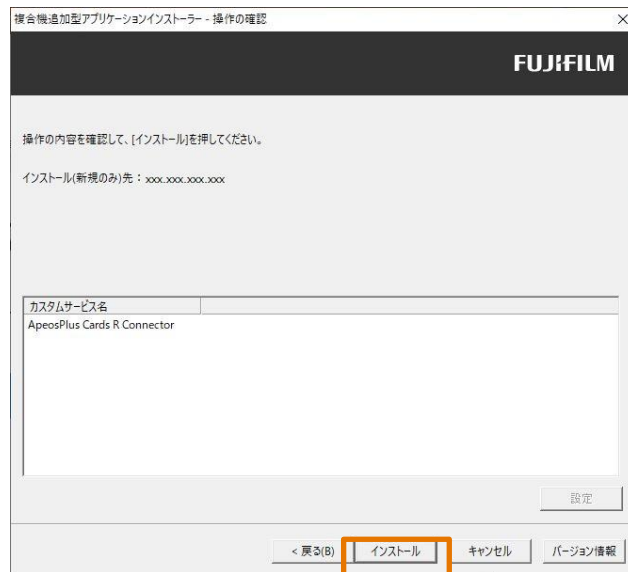 複合機追加型アプリケーションインストーラー - 操作の確認
FUJIFILM
操作の内容を確認して、[インストール]を押してください。
インストール(新規のみ)先：xxx.xxx.xxx.xxx
カスタムサービス名
ApeosPlus Cards R Connector
設定
< 戻る(B) インストール キャンセル バージョン情報